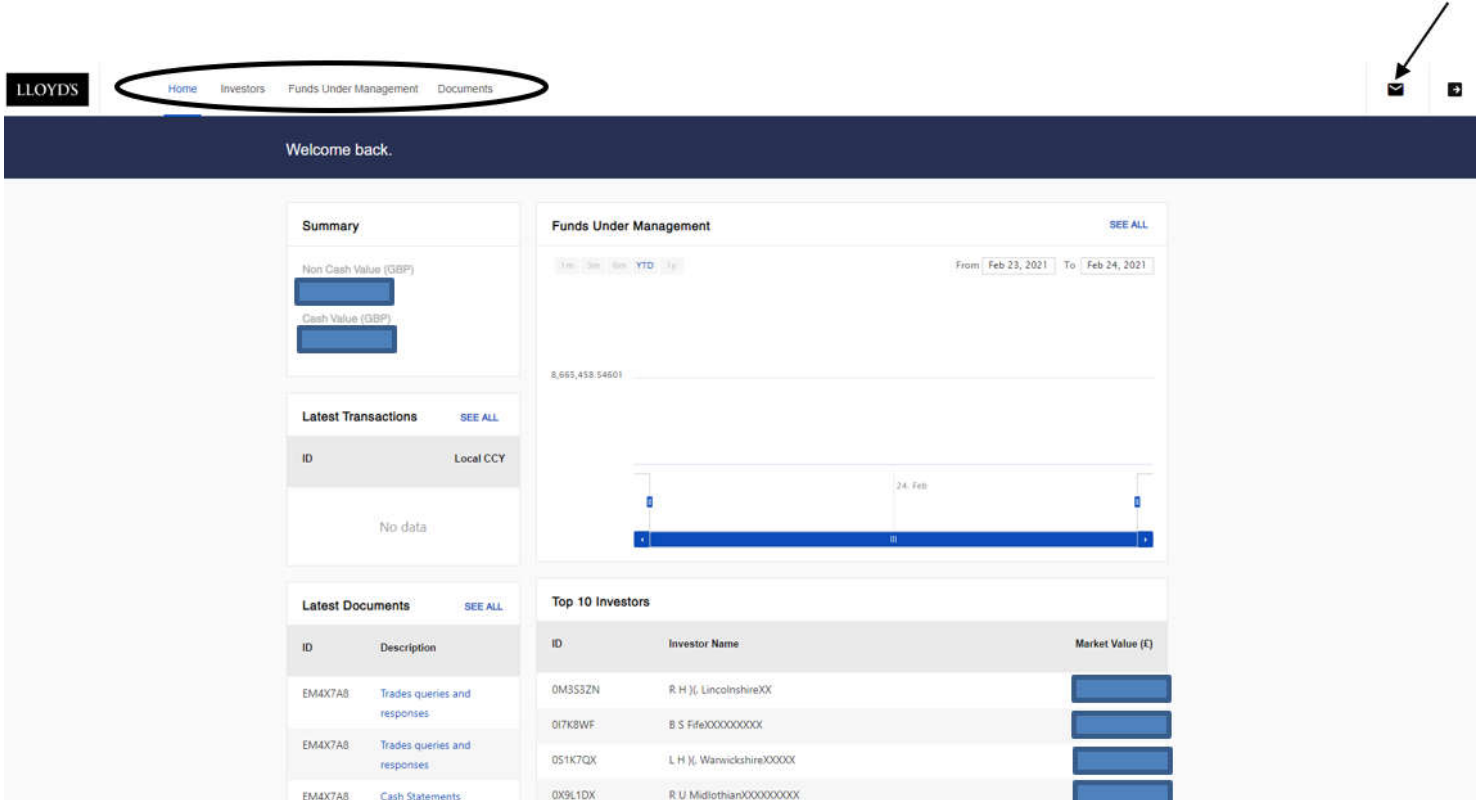 LLOYD'S
Home Investors Funds Under Management Documents
Welcome back.
Summary
Non Cash Value (GBP)
Cash Value (GBP)
Latest Transactions SEE ALL
ID Local CCY
No data
Latest Documents SEE ALL
ID Description
EM4X7A8 Trades queries and
responses
EM4X7A8 Trades queries and
responses
EM4X7A8 Cash Statements
Funds Under Management SEE ALL
1m 3m 6m YTD 1y From Feb 23, 2021 To Feb 24, 2021
8,665,458.54601
24. Feb
Top 10 Investors
ID Investor Name Market Value (£)
0M3S3ZN R H )(. LincolnshireXX
0I7K8WF B S FifeXXXXXXXXX
0S1K7QX L H )(. WarwickshireXXXXX
0X9L1DX R U MidlothianXXXXXXXXX